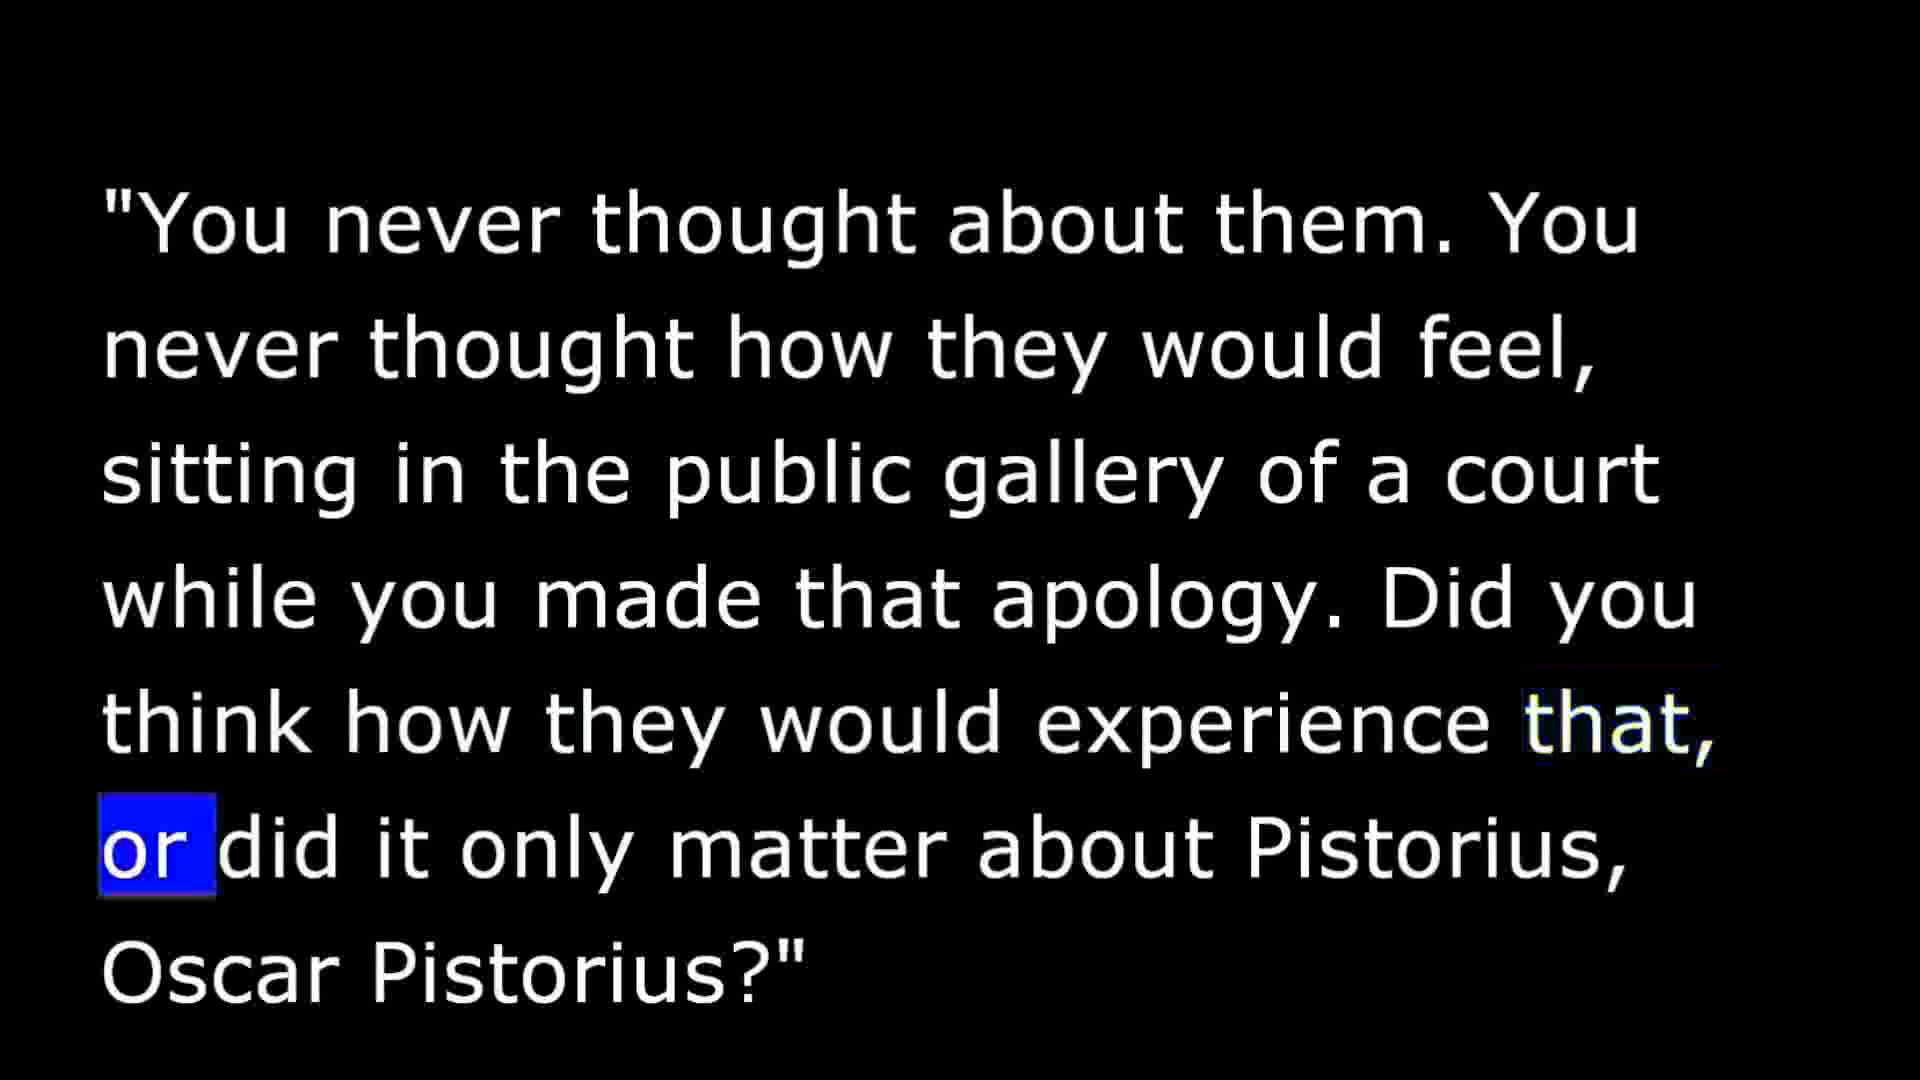 "You never thought about them. You
never thought how they would feel,
sitting in the public gallery of a court
while you made that apology. Did you
think how they would experience that,
or did it only matter about Pistorius,
Oscar Pistorius?"